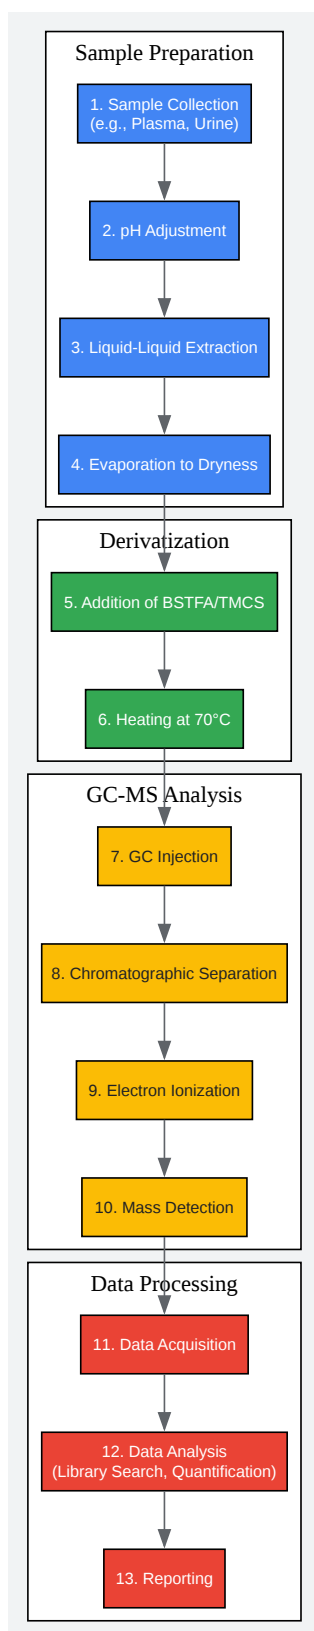 Sample Preparation
1. Sample Collection
(e.g., Plasma, Urine)
2. pH Adjustment
3. Liquid-Liquid Extraction
4. Evaporation to Dryness
Derivatization
5. Addition of BSTFA/TMCS
6. Heating at 70°C
GC-MS Analysis
7. GC Injection
8. Chromatographic Separation
9. Electron Ionization
10. Mass Detection
Data Processing
11. Data Acquisition
12. Data Analysis
(Library Search, Quantification)
13. Reporting